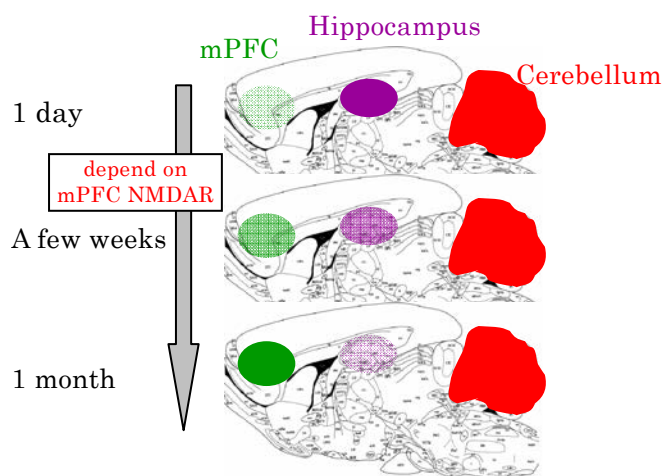 Hippocampus
mPFC
Cerebellum
1 day
depend on
mPFC NMDAR
A few weeks
1 month